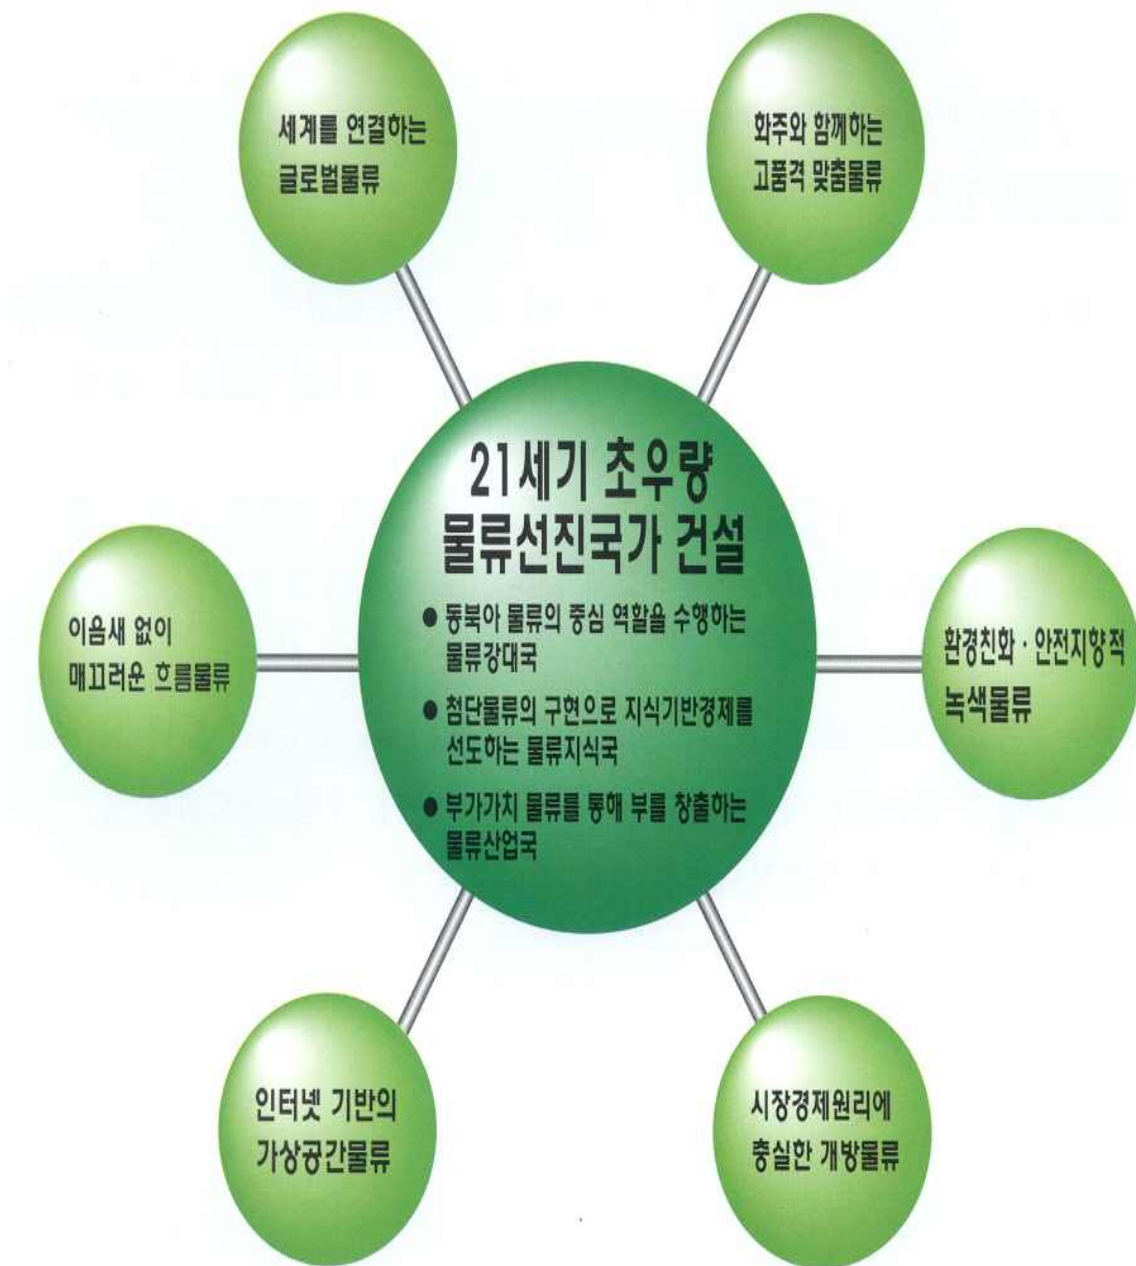 세계를 연결하는
글로벌물류
화주와 함께하는
고품격 맞춤물류
21세기 초우량
물류선진국가 건설
● 동북아 물류의 중심 역할을 수행하는
물류강대국
● 첨단물류의 구현으로 지식기반경제를
선도하는 물류지식국
● 부가가치 물류를 통해 부를 창출하는
물류산업국
이음새 없이
매끄러운 흐름물류
환경친화 · 안전지향적
녹색물류
인터넷 기반의
가상공간물류
시장경제원리에
충실한 개방물류